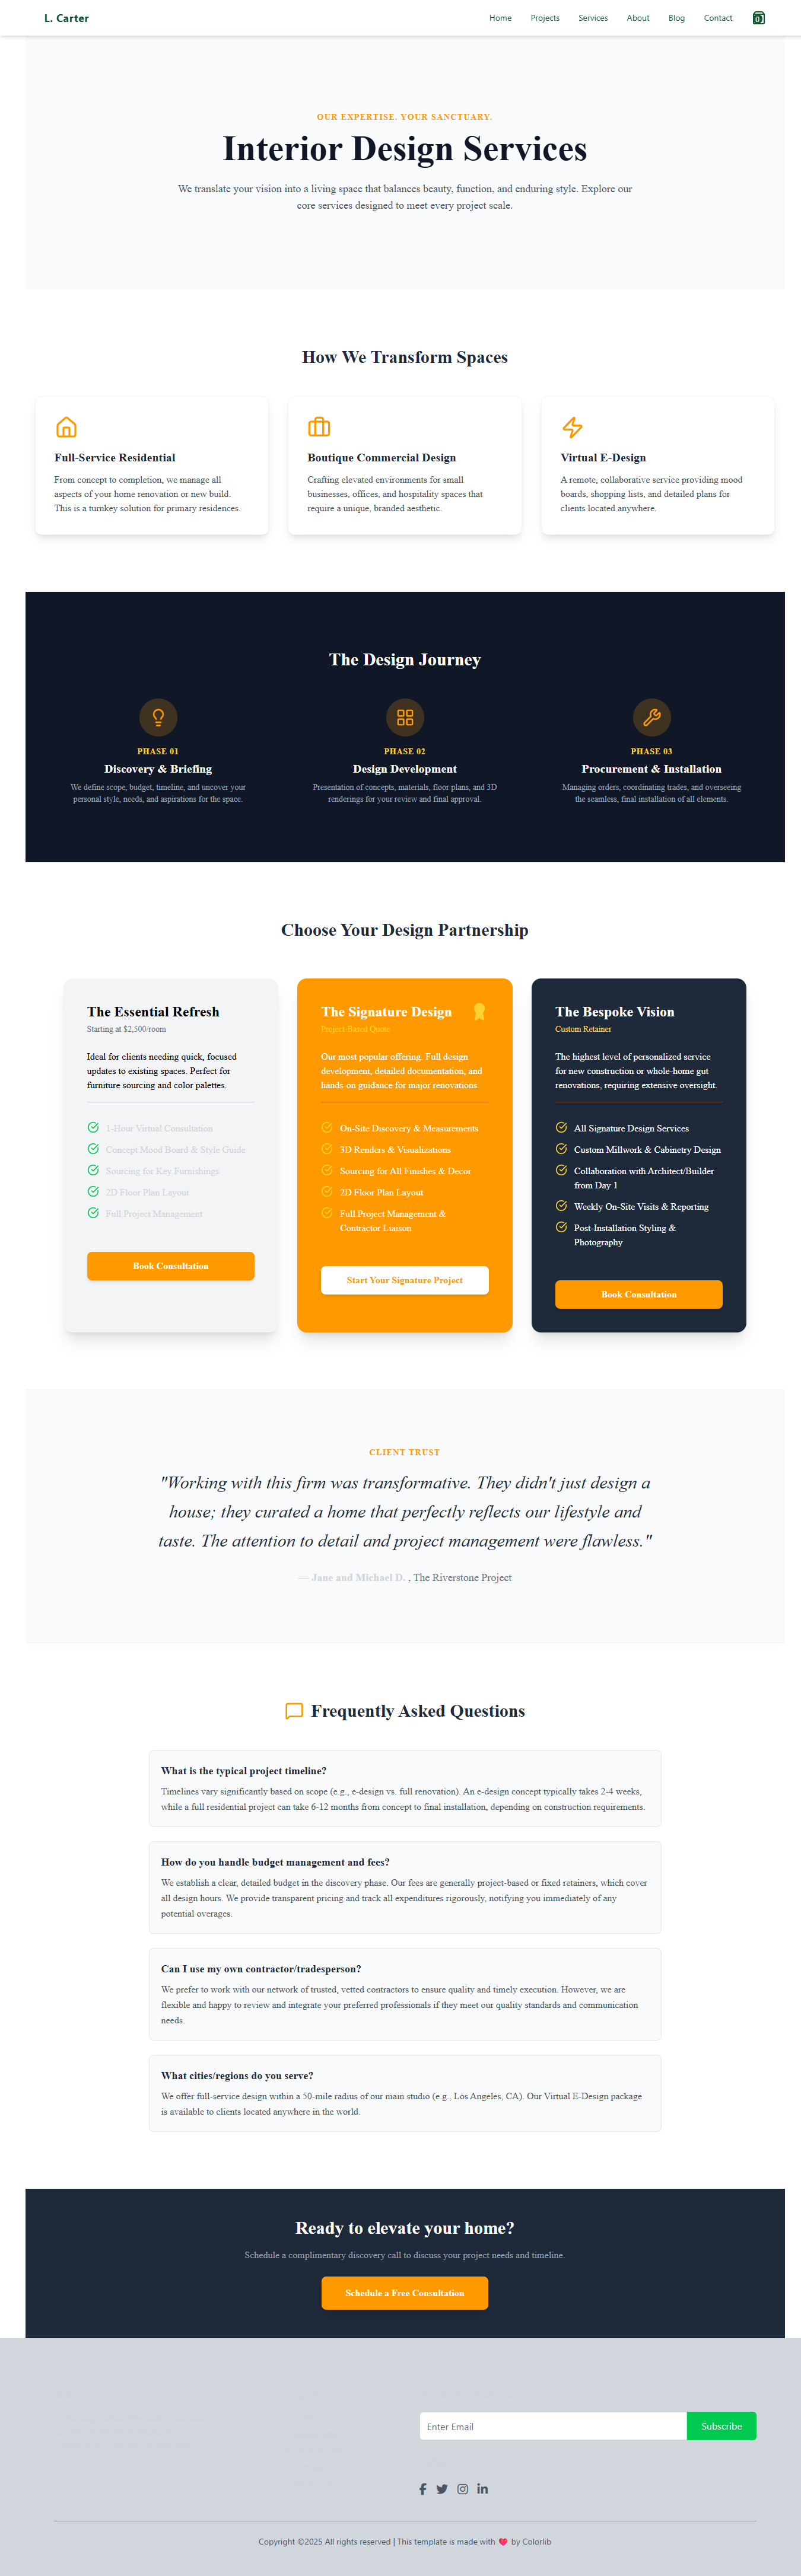 L. Carter
Home Projects Services About Blog Contact 0
OUR EXPERTISE. YOUR SANCTUARY.
Interior Design Services
We translate your vision into a living space that balances beauty, function, and enduring style. Explore our
core services designed to meet every project scale.
How We Transform Spaces
Full-Service Residential
From concept to completion, we manage all
aspects of your home renovation or new build.
This is a turnkey solution for primary residences.
Boutique Commercial Design
Crafting elevated environments for small
businesses, offices, and hospitality spaces that
require a unique, branded aesthetic.
Virtual E-Design
A remote, collaborative service providing mood
boards, shopping lists, and detailed plans for
clients located anywhere.
The Design Journey
PHASE 01
Discovery & Briefing
We define scope, budget, timeline, and uncover your
personal style, needs, and aspirations for the space.
PHASE 02
Design Development
Presentation of concepts, materials, floor plans, and 3D
renderings for your review and final approval.
PHASE 03
Procurement & Installation
Managing orders, coordinating trades, and overseeing
the seamless, final installation of all elements.
Choose Your Design Partnership
The Essential Refresh
Starting at $2,500/room
Ideal for clients needing quick, focused
updates to existing spaces. Perfect for
furniture sourcing and color palettes.
1-Hour Virtual Consultation
Concept Mood Board & Style Guide
Sourcing for Key Furnishings
2D Floor Plan Layout
Full Project Management
Book Consultation
The Signature Design
Project-Based Quote
Our most popular offering. Full design
development, detailed documentation, and
hands-on guidance for major renovations.
On-Site Discovery & Measurements
3D Renders & Visualizations
Sourcing for All Finishes & Decor
2D Floor Plan Layout
Full Project Management &
Contractor Liaison
Start Your Signature Project
The Bespoke Vision
Custom Retainer
The highest level of personalized service
for new construction or whole-home gut
renovations, requiring extensive oversight.
All Signature Design Services
Custom Millwork & Cabinetry Design
Collaboration with Architect/Builder
from Day 1
Weekly On-Site Visits & Reporting
Post-Installation Styling &
Photography
Book Consultation
CLIENT TRUST
"Working with this firm was transformative. They didn't just design a
house; they curated a home that perfectly reflects our lifestyle and
taste. The attention to detail and project management were flawless."
— Jane and Michael D. , The Riverstone Project
Frequently Asked Questions
What is the typical project timeline?
Timelines vary significantly based on scope (e.g., e-design vs. full renovation). An e-design concept typically takes 2-4 weeks,
while a full residential project can take 6-12 months from concept to final installation, depending on construction requirements.
How do you handle budget management and fees?
We establish a clear, detailed budget in the discovery phase. Our fees are generally project-based or fixed retainers, which cover
all design hours. We provide transparent pricing and track all expenditures rigorously, notifying you immediately of any
potential overages.
Can I use my own contractor/tradesperson?
We prefer to work with our network of trusted, vetted contractors to ensure quality and timely execution. However, we are
flexible and happy to review and integrate your preferred professionals if they meet our quality standards and communication
needs.
What cities/regions do you serve?
We offer full-service design within a 50-mile radius of our main studio (e.g., Los Angeles, CA). Our Virtual E-Design package
is available to clients located anywhere in the world.
Ready to elevate your home?
Schedule a complimentary discovery call to discuss your project needs and timeline.
Schedule a Free Consultation
Enter Email
Subscribe
Copyright ©2025 All rights reserved | This template is made with ❤ by Colorlib